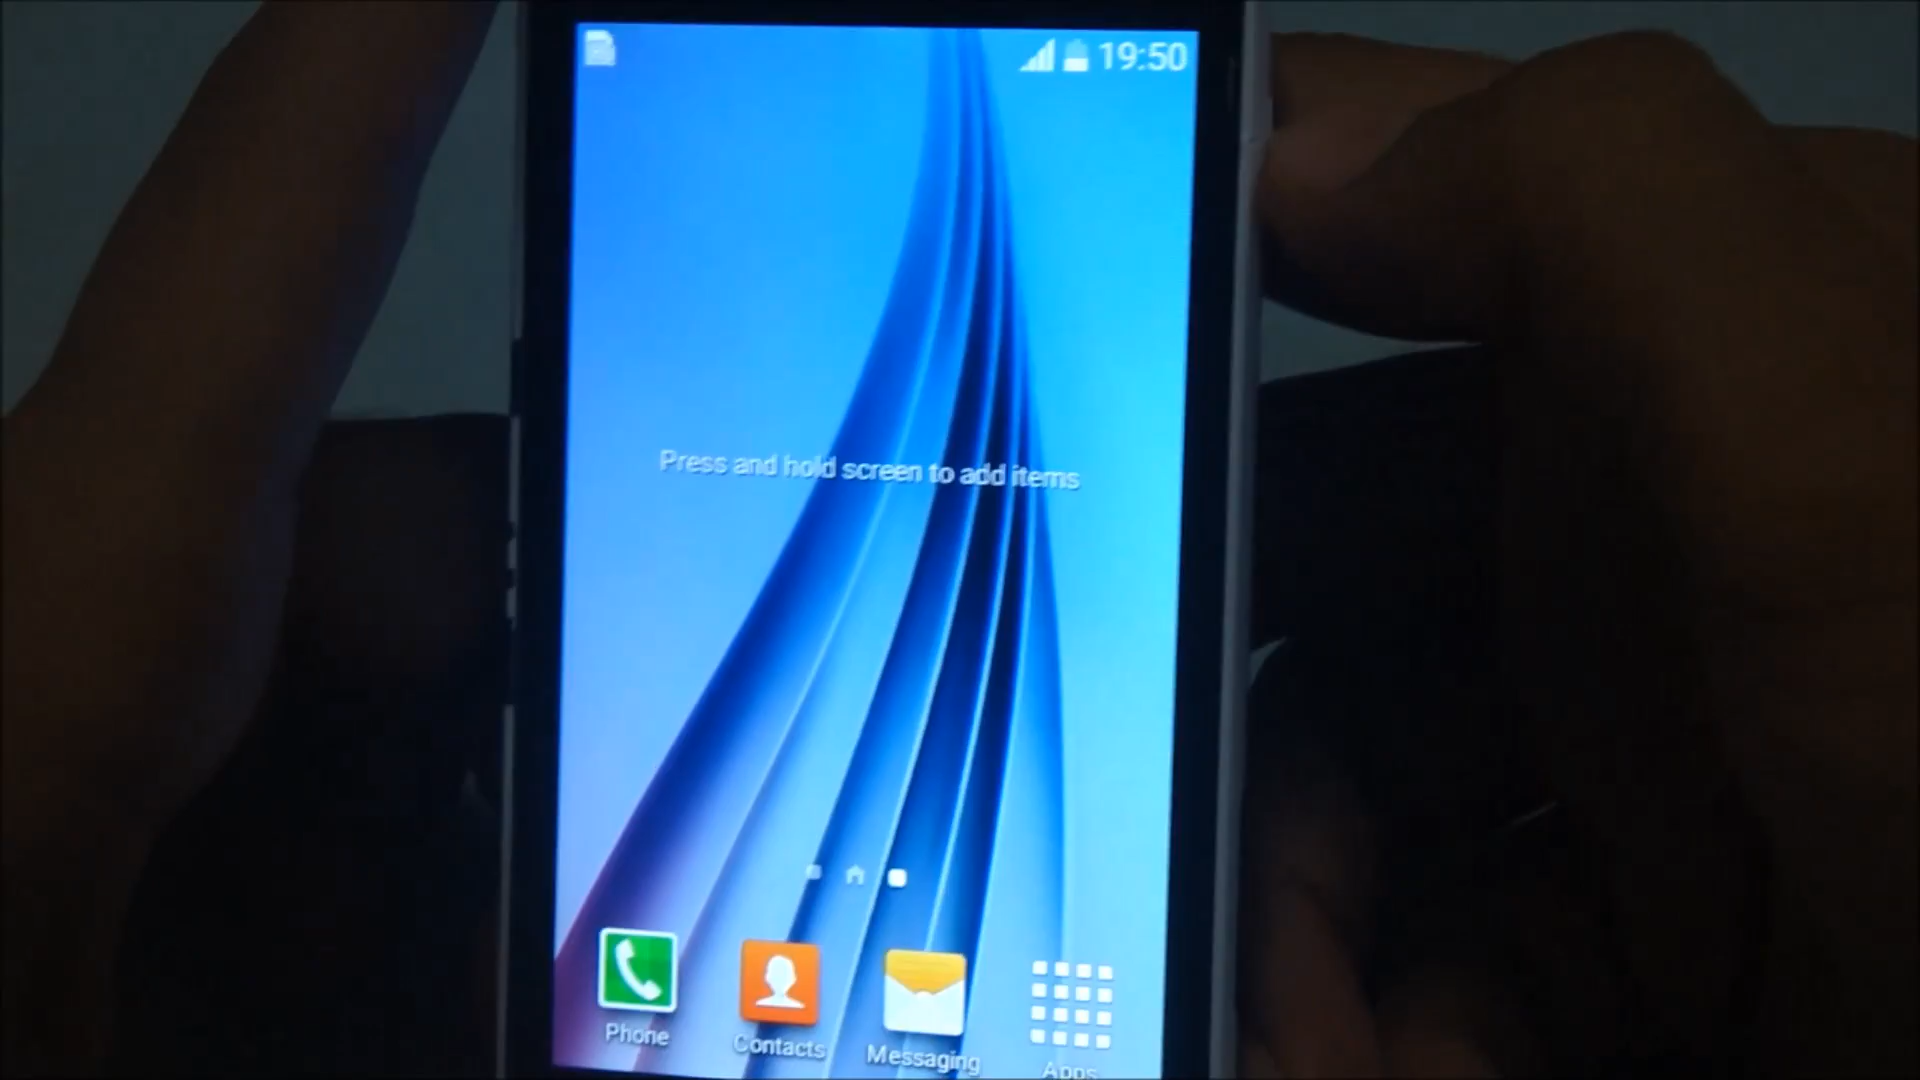 19:50
Press and hold screen to add items
Phone
Contacts
Messaging
Apps